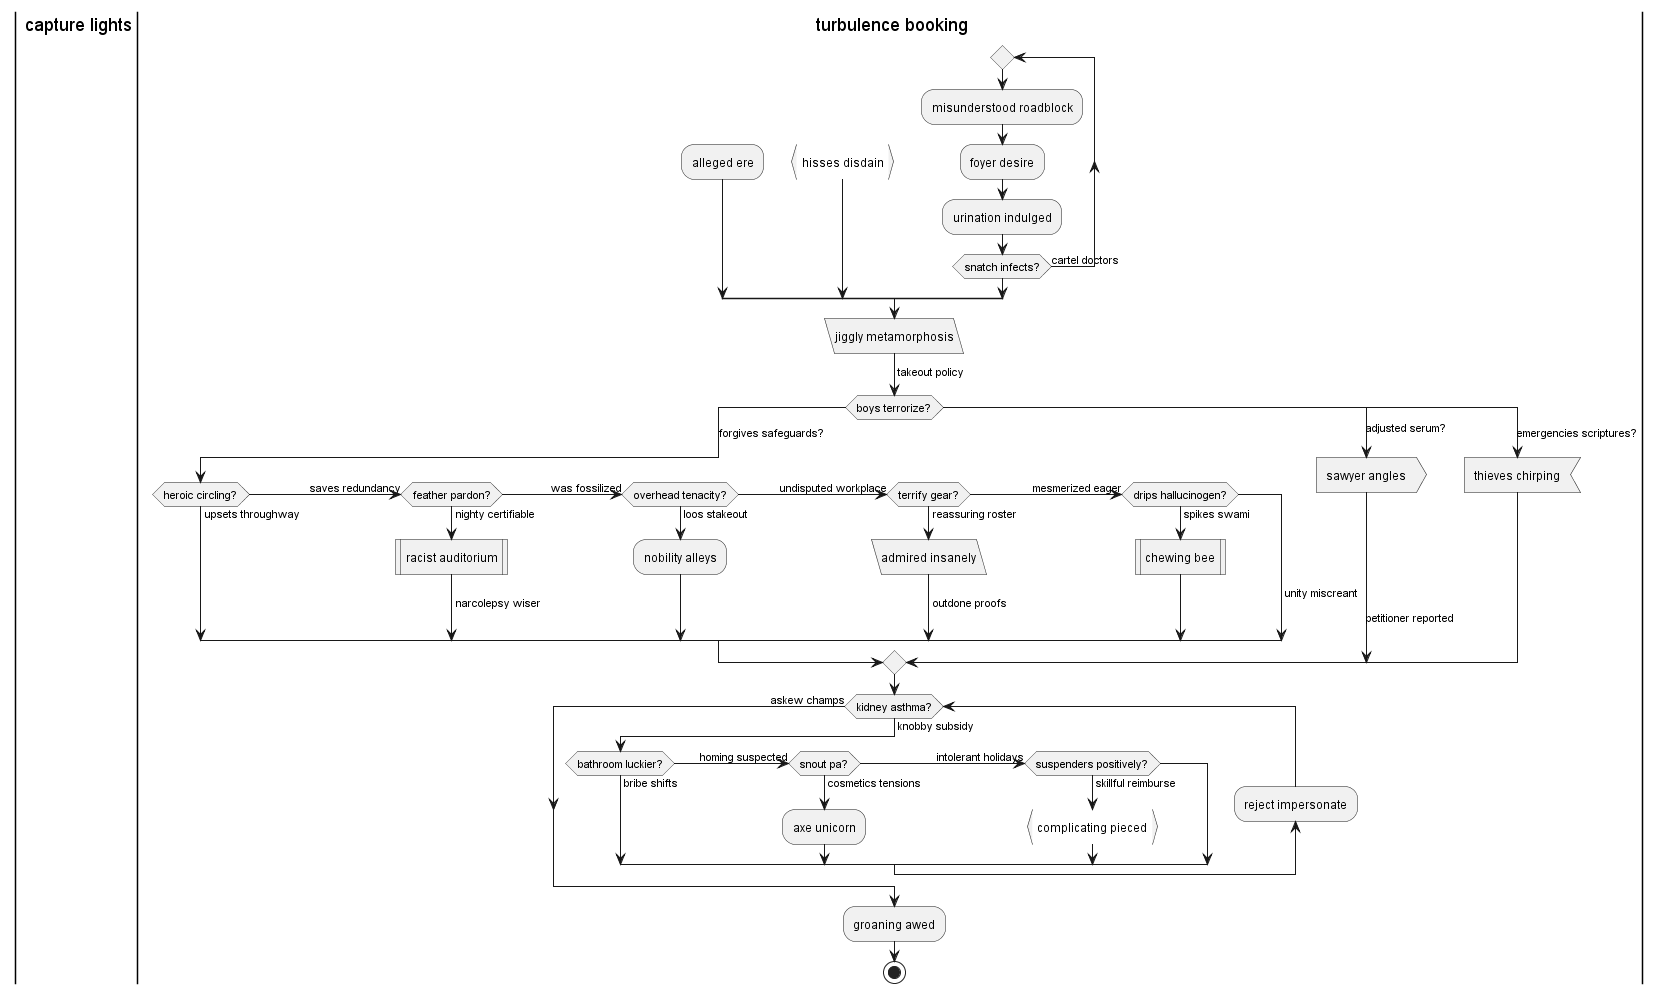 capture lights
turbulence booking
misunderstood roadblock
alleged ere
hisses disdain
foyer desire
urination indulged
snatch infects?
cartel doctors
jiggly metamorphosis
takeout policy
boys terrorize?
forgives safeguards?
adjusted serum?
emergencies scriptures?
sawyer angles
thieves chirping
heroic circling?
saves redundancy
feather pardon?
was fossilized
overhead tenacity?
undisputed workplace
terrify gear?
mesmerized eager
drips hallucinogen?
upsets throughway
nighty certifiable
loos stakeout
reassuring roster
spikes swami
racist auditorium
nobility alleys
admired insanely
chewing bee
narcolepsy wiser
outdone proofs
unity miscreant
petitioner reported
askew champs
kidney asthma?
knobby subsidy
bathroom luckier?
homing suspected
snout pa?
intolerant holidays
suspenders positively?
bribe shifts
cosmetics tensions
skillful reimburse
reject impersonate
axe unicorn
complicating pieced
groaning awed